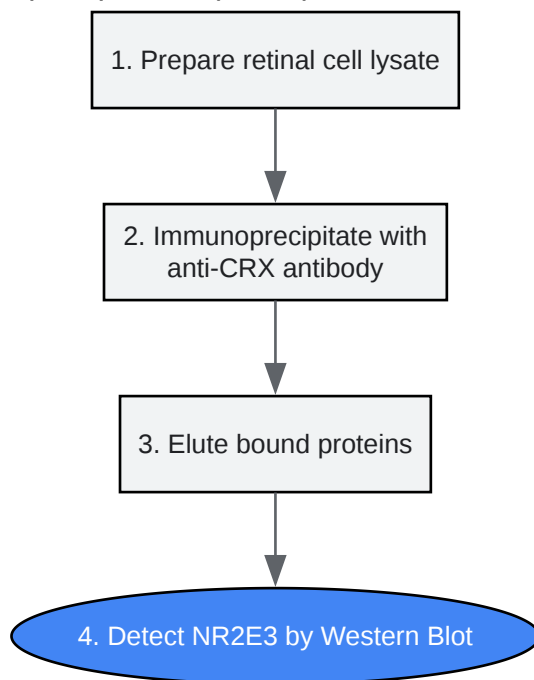 1. Prepare retinal cell lysate
2. Immunoprecipitate with
anti-CRX antibody
3. Elute bound proteins
4. Detect NR2E3 by Western Blot